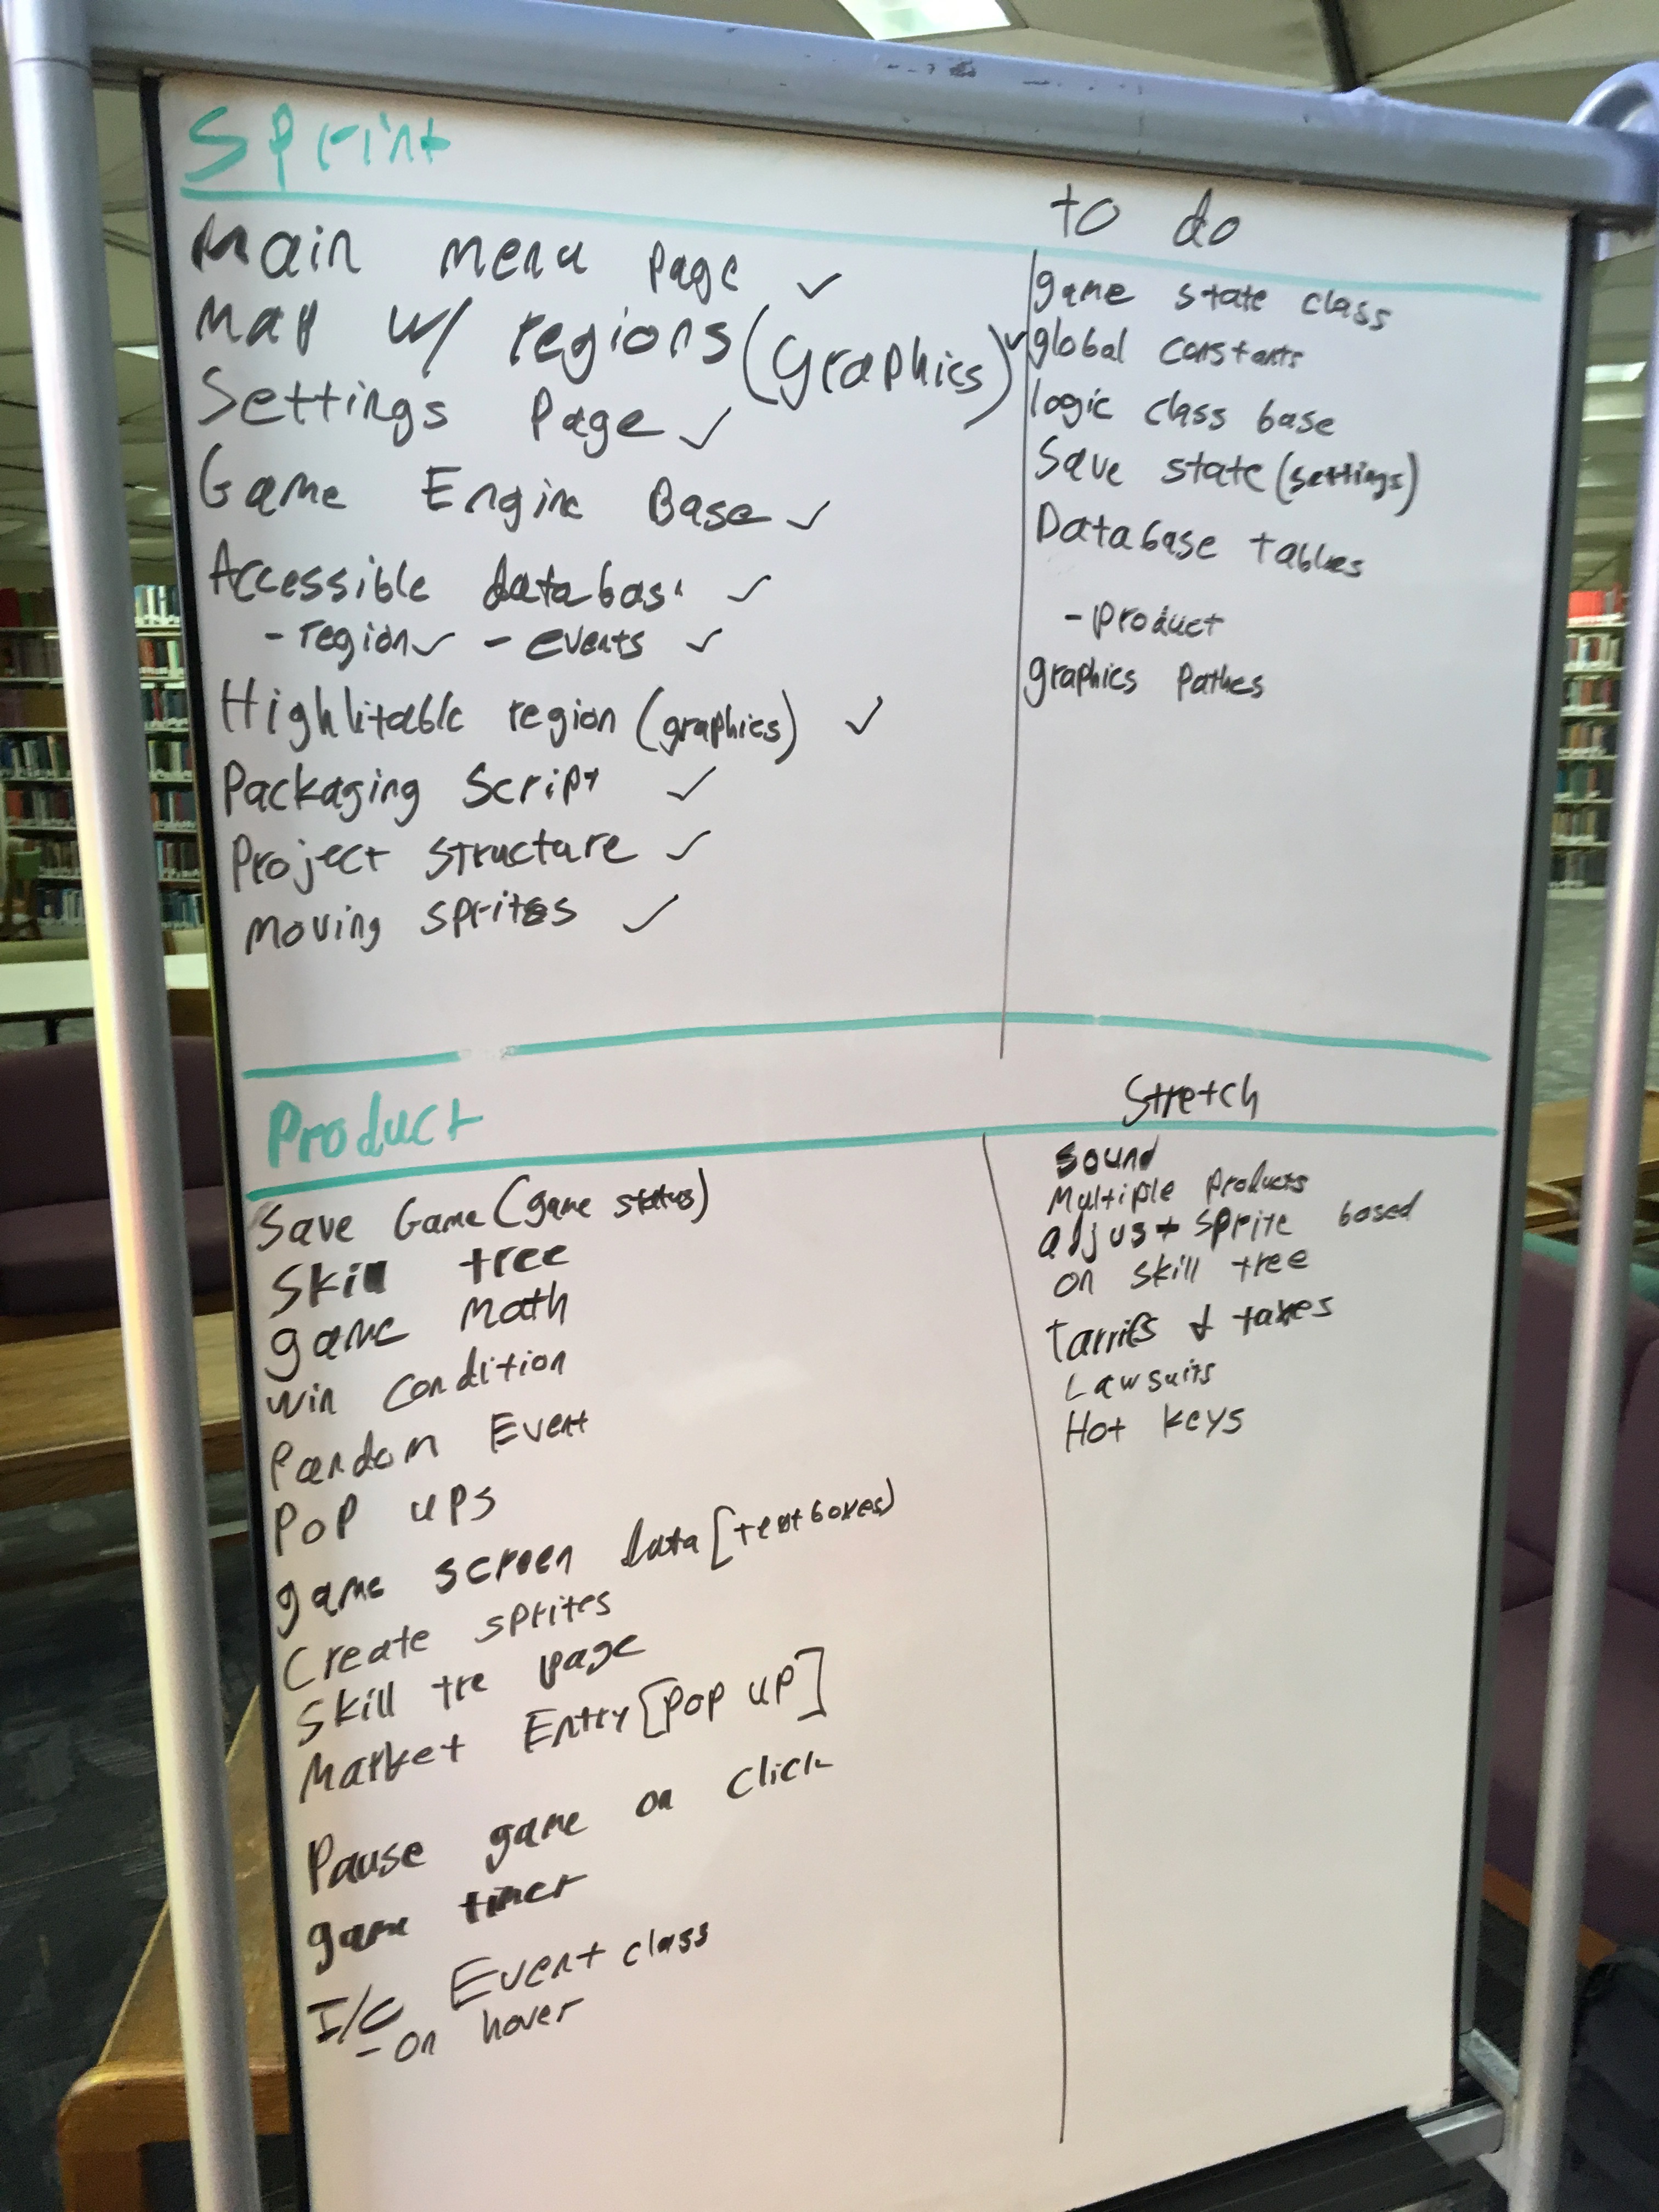 Sprint
Main menu Page ✓
Map w/ regions (graphics) ✓
Settings Page ✓
Game Engine Base ✓
Accessible databas ✓
- region ✓ - events ✓
Highlitable region (graphics) ✓
Packaging Script ✓
Project Structure ✓
Moving Sprites ✓
to do
game state class
global constants
logic class base
Save state (settings)
Database tables
- Product
graphics Pathes
Product
Save Game (game status)
Skill tree
game Math
Win Condition
Random Event
Pop ups
game screen data [text boxes)
Create sprites
Skill tre page
Market Entry [Pop up]
Pause game on click
game timer
I/O Event class
- on hover
Stretch
Sound
Multiple Products
adjust sprite based
on skill tree
Tarrifs & taxes
Lawsuits
Hot keys